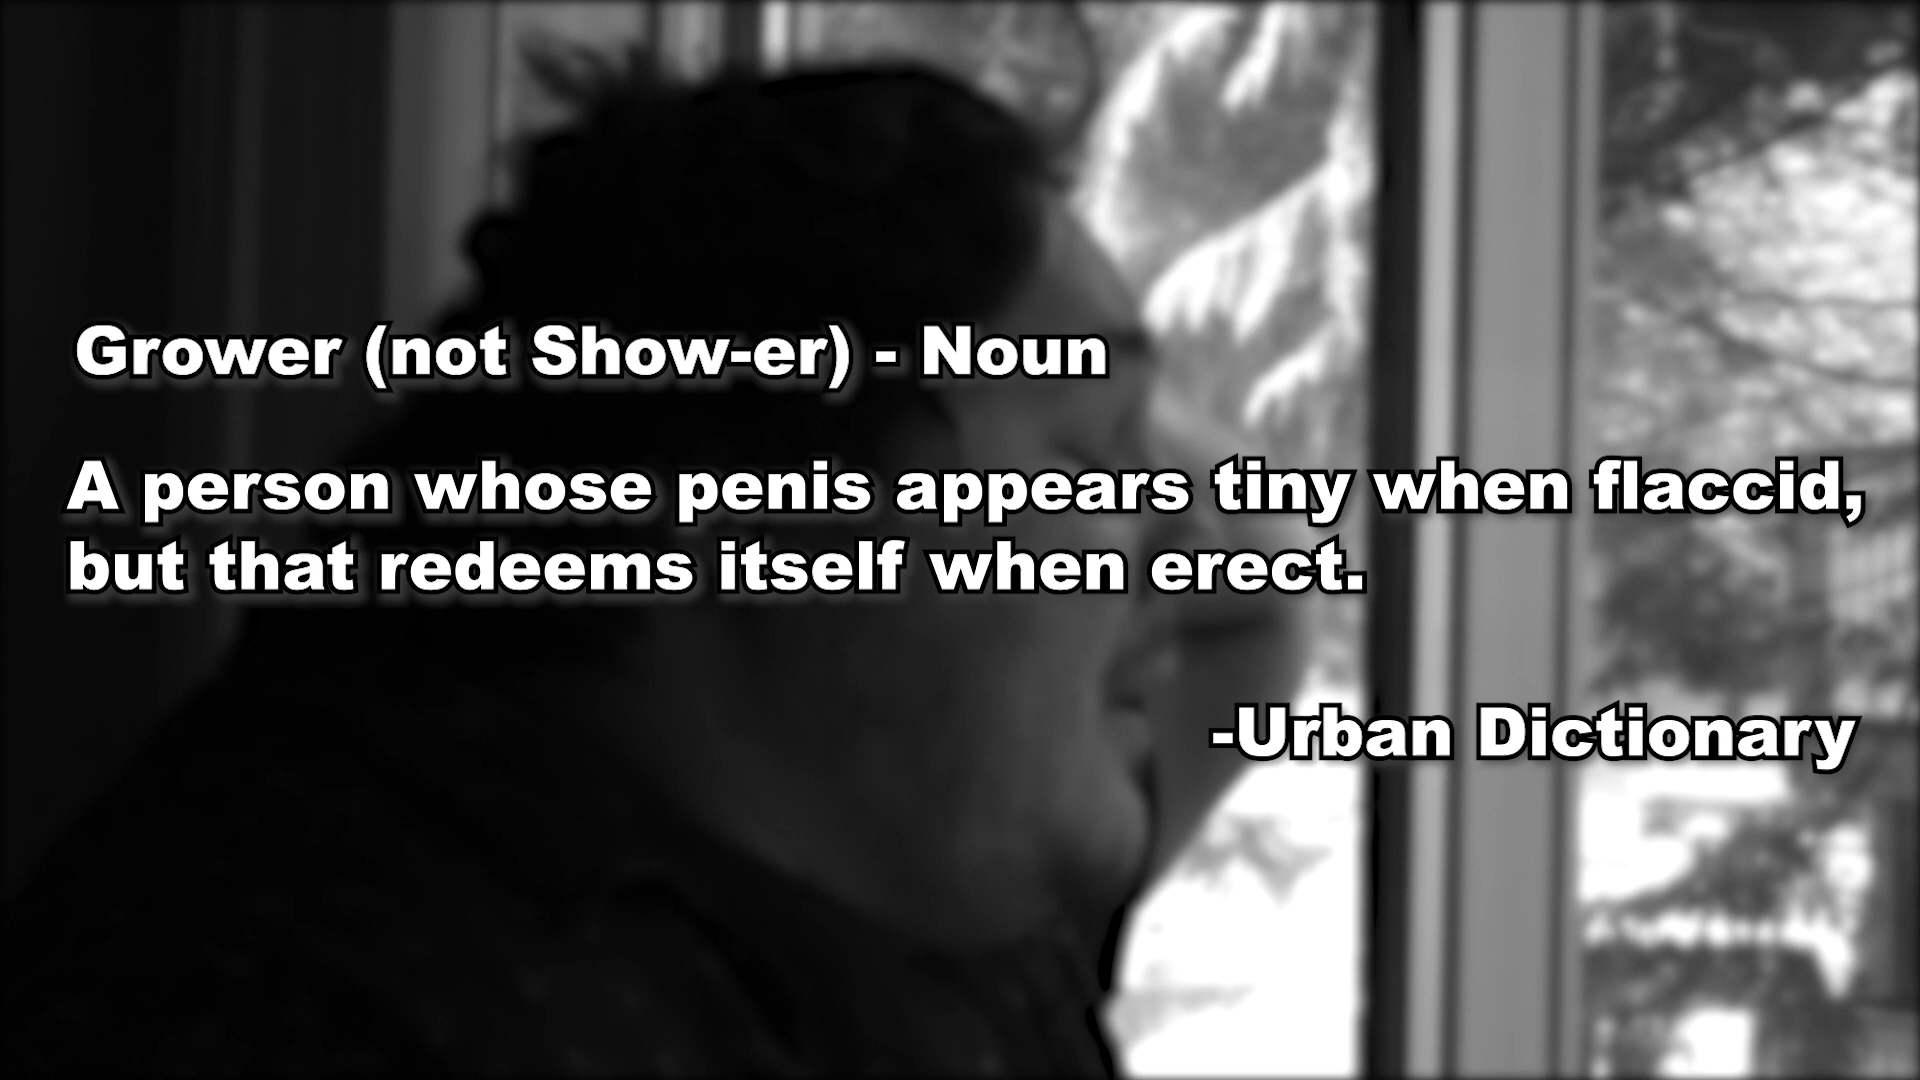 Grower (not Show-er) - Noun
A person whose penis appears tiny when flaccid,
but that redeems itself when erect.
-Urban Dictionary